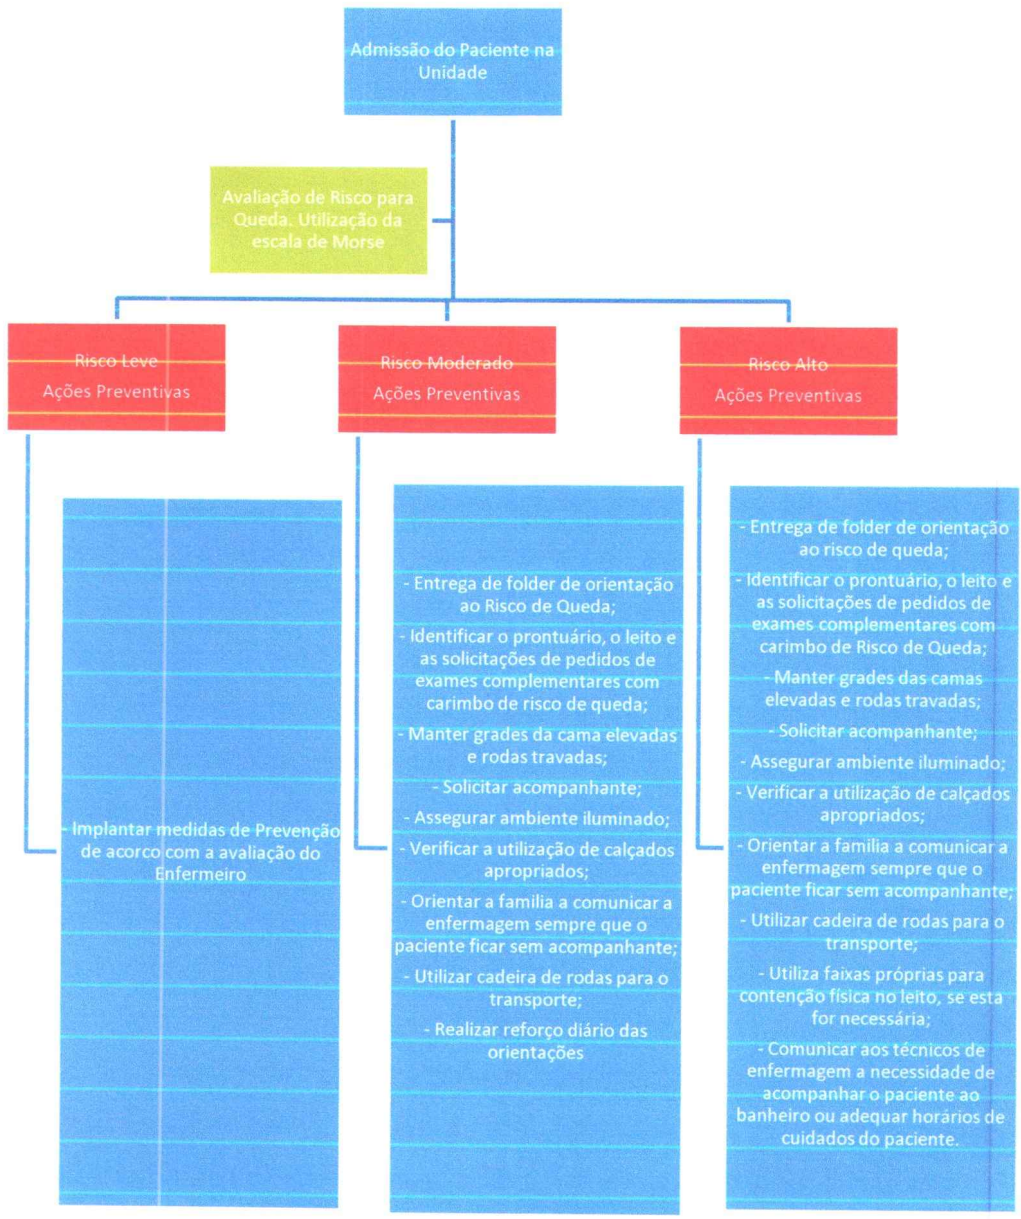 Admissão do Paciente na
Unidade
Avaliação de Risco para
Queda. Utilização da
escala de Morse
Risco Leve
Ações Preventivas
Risco Moderado
Ações Preventivas
Risco Alto
Ações Preventivas
- Implantar medidas de Prevenção
de acorco com a avaliação do
Enfermeiro
- Entrega de folder de orientação
ao Risco de Queda;
- Identificar o prontuário, o leito e
as solicitações de pedidos de
exames complementares com
carimbo de risco de queda;
- Manter grades da cama elevadas
e rodas travadas;
- Solicitar acompanhante;
- Assegurar ambiente iluminado;
- Verificar a utilização de calçados
apropriados;
- Orientar a familia a comunicar a
enfermagem sempre que o
paciente ficar sem acompanhante;
- Utilizar cadeira de rodas para o
transporte;
- Realizar reforço diário das
orientações
- Entrega de folder de orientação
ao risco de queda;
- Identificar o prontuário, o leito e
as solicitações de pedidos de
exames complementares com
carimbo de Risco de Queda;
- Manter grades das camas
elevadas e rodas travadas;
- Solicitar acompanhante;
- Assegurar ambiente iluminado;
- Verificar a utilização de calçados
apropriados;
- Orientar a familia a comunicar a
enfermagem sempre que o
paciente ficar sem acompanhante;
- Utilizar cadeira de rodas para o
transporte;
- Utiliza faixas próprias para
contenção física no leito, se esta
for necessária;
- Comunicar aos técnicos de
enfermagem a necessidade de
acompanhar o paciente ao
banheiro ou adequar horários de
cuidados do paciente.